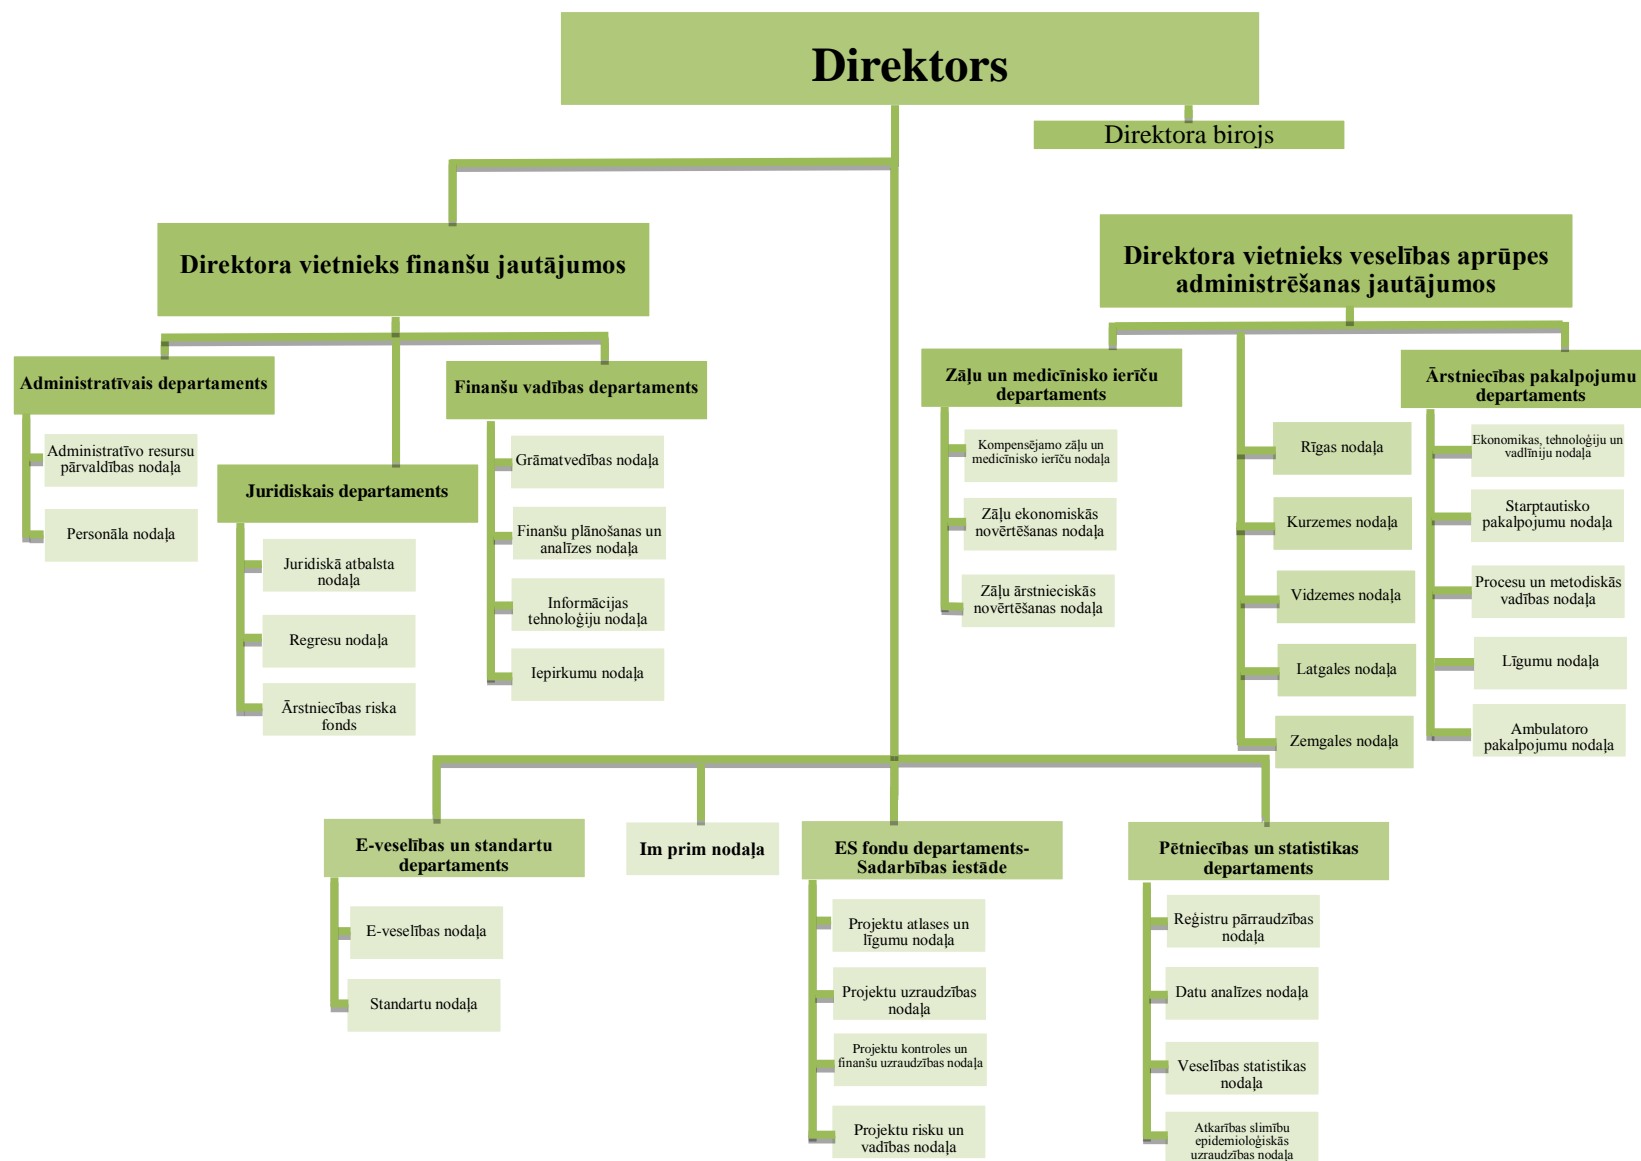 Direktors
Direktora birojs
Direktora vietnieks finanšu jautājumos
Direktora vietnieks veselības aprūpes
administrēšanas jautājumos
Administratīvais departaments
Administratīvo resursu
pārvaldības nodaļa
Personāla nodaļa
Juridiskais departaments
Juridiskā atbalsta
nodaļa
Regresu nodaļa
Ārstniecības riska
fonds
Finanšu vadības departaments
Grāmatvedības nodaļa
Finanšu plānošanas un
analīzes nodaļa
Informācijas
tehnoloģiju nodaļa
Iepirkumu nodaļa
Zāļu un medicīnisko ierīču
departaments
Kompensējamo zāļu un
medicīnisko ierīču nodaļa
Zāļu ekonomiskās
novērtēšanas nodaļa
Zāļu ārstnieciskās
novērtēšanas nodaļa
Rīgas nodaļa
Kurzemes nodaļa
Vidzemes nodaļa
Latgales nodaļa
Zemgales nodaļa
Ārstniecības pakalpojumu
departaments
Ekonomikas, tehnoloģiju un
vadlīniju nodaļa
Starptautisko
pakalpojumu nodaļa
Procesu un metodiskās
vadības nodaļa
Līgumu nodaļa
Ambulatoro
pakalpojumu nodaļa
E-veselības un standartu
departaments
E-veselības nodaļa
Standartu nodaļa
Im prim nodaļa
ES fondu departaments-
Sadarbības iestāde
Projektu atlases un
līgumu nodaļa
Projektu uzraudzības
nodaļa
Projektu kontroles un
finanšu uzraudzības nodaļa
Projektu risku un
vadības nodaļa
Pētniecības un statistikas
departaments
Reģistru pārraudzības
nodaļa
Datu analīzes nodaļa
Veselības statistikas
nodaļa
Atkarības slimību
epidemioloģiskās
uzraudzības nodaļa